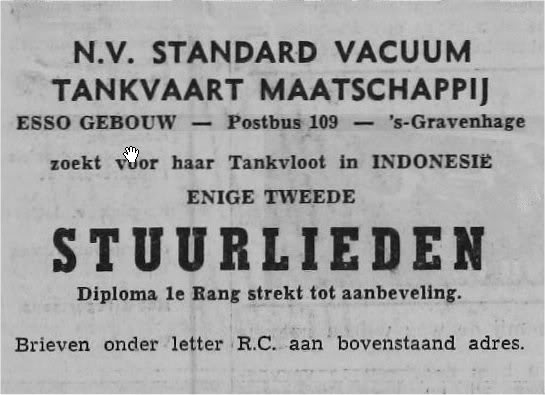 N.V. STANDARD VACUUM
TANKVAART MAATSCHAPPIJ
ESSO GEBOUW — Postbus 109 — 's-Gravenhage
zoekt voor haar Tankvloot in INDONESIË
ENIGE TWEEDE
STUURLIEDEN
Diploma 1e Rang strekt tot aanbeveling.
Brieven onder letter R.C. aan bovenstaand adres.